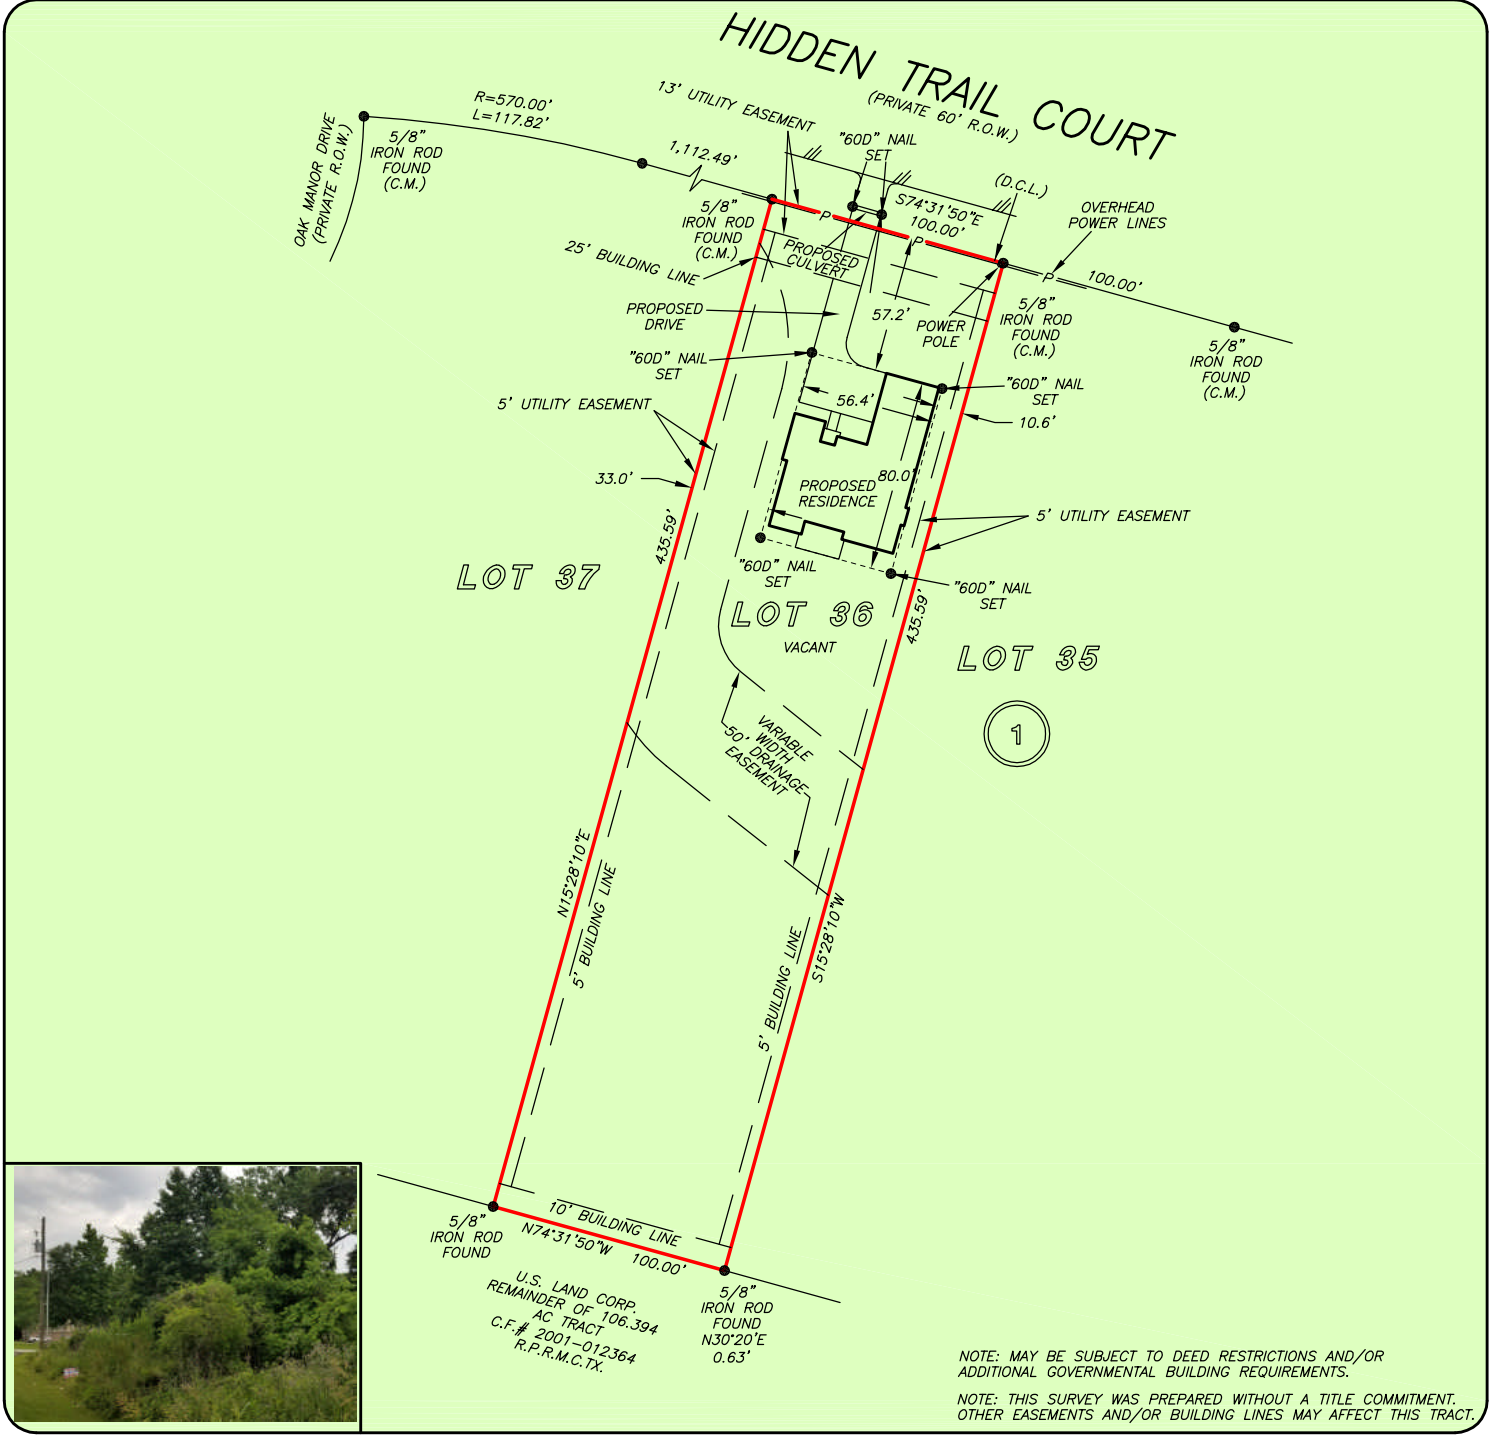 HIDDEN TRAIL COURT
(PRIVATE 60' R.O.W.)
R=570.00'
L=117.82'
13' UTILITY EASEMENT
1,112.49'
"60D" NAIL
SET
(D.C.L.)
OAK MANOR DRIVE
(PRIVATE R.O.W.)
5/8"
IRON ROD
FOUND
(C.M.)
5/8"
IRON ROD
FOUND
(C.M.)
S74°31'50"E
100.00'
P
P
P
OVERHEAD
POWER LINES
100.00'
25' BUILDING LINE
PROPOSED
CULVERT
PROPOSED
DRIVE
57.2'
POWER
POLE
5/8"
IRON ROD
FOUND
(C.M.)
5/8"
IRON ROD
FOUND
(C.M.)
"60D" NAIL
SET
"60D" NAIL
SET
5' UTILITY EASEMENT
56.4'
10.6'
33.0'
80.0'
PROPOSED
RESIDENCE
5' UTILITY EASEMENT
435.59'
LOT 37
"60D" NAIL
SET
"60D" NAIL
SET
LOT 36
VACANT
435.59'
LOT 35
1
VARIABLE
WIDTH
50' DRAINAGE
EASEMENT
N15°28'10"E
5' BUILDING LINE
S15°28'10"W
5' BUILDING LINE
10' BUILDING LINE
N74°31'50"W 100.00'
5/8"
IRON ROD
FOUND
U.S. LAND CORP.
REMAINDER OF 106.394
AC TRACT
C.F.# 2001-012364
R.P.R.M.C.TX.
5/8"
IRON ROD
FOUND
N30°20'E
0.63'
NOTE: MAY BE SUBJECT TO DEED RESTRICTIONS AND/OR
ADDITIONAL GOVERNMENTAL BUILDING REQUIREMENTS.
NOTE: THIS SURVEY WAS PREPARED WITHOUT A TITLE COMMITMENT.
OTHER EASEMENTS AND/OR BUILDING LINES MAY AFFECT THIS TRACT.